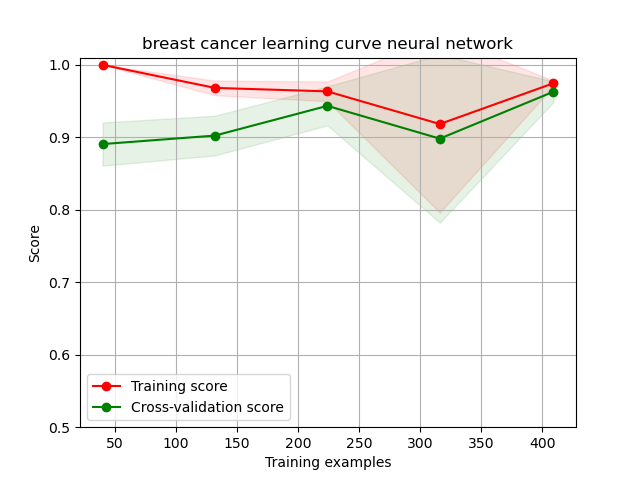 breast cancer learning curve neural network
1.0
0.9
0.8
0.7
0.6
0.5
Score
Training score
Cross-validation score
50 100 150 200 250 300 350 400
Training examples